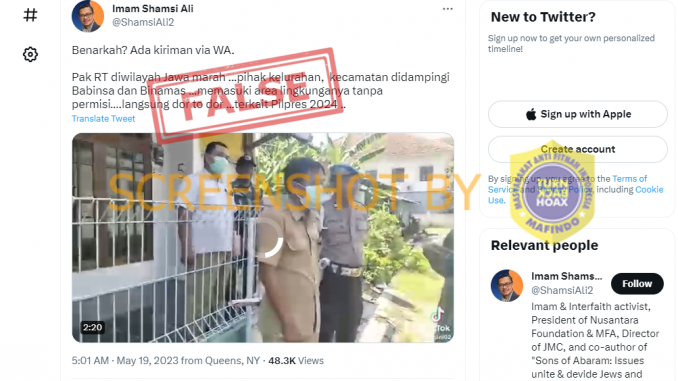 Imam Shamsi Ali
@ShamsiAli2
Benarkah? Ada kiriman via WA.
Pak RT diwilayah Jawa marah ...pihak kelurahan, kecamatan didampingi
Babinsa dan Binamas ...memasuki area lingkunganya tanpa
permisi....langsung dor to dor ...terkait Pilpres 2024 ..
FALSE
Translate Tweet
SCREENSHOT BY
2:20
5:01 AM · May 19, 2023 from Queens, NY · 48.3K Views
New to Twitter?
Sign up now to get your own personalized
timeline!
Sign up with Apple
Create account
By signing up, you agree to the Terms of
Service and Privacy Policy, including Cookie
Use.
MASYARAKAT ANTI FITNAH INDONESIA
TURN BACK HOAX
MAFINDO
Relevant people
Imam Shams...
@ShamsiAli2
Follow
Imam & Interfaith activist,
President of Nusantara
Foundation & MFA, Director
of JMC, and co-author of
"Sons of Abaram: Issues
unite & devide Jews and